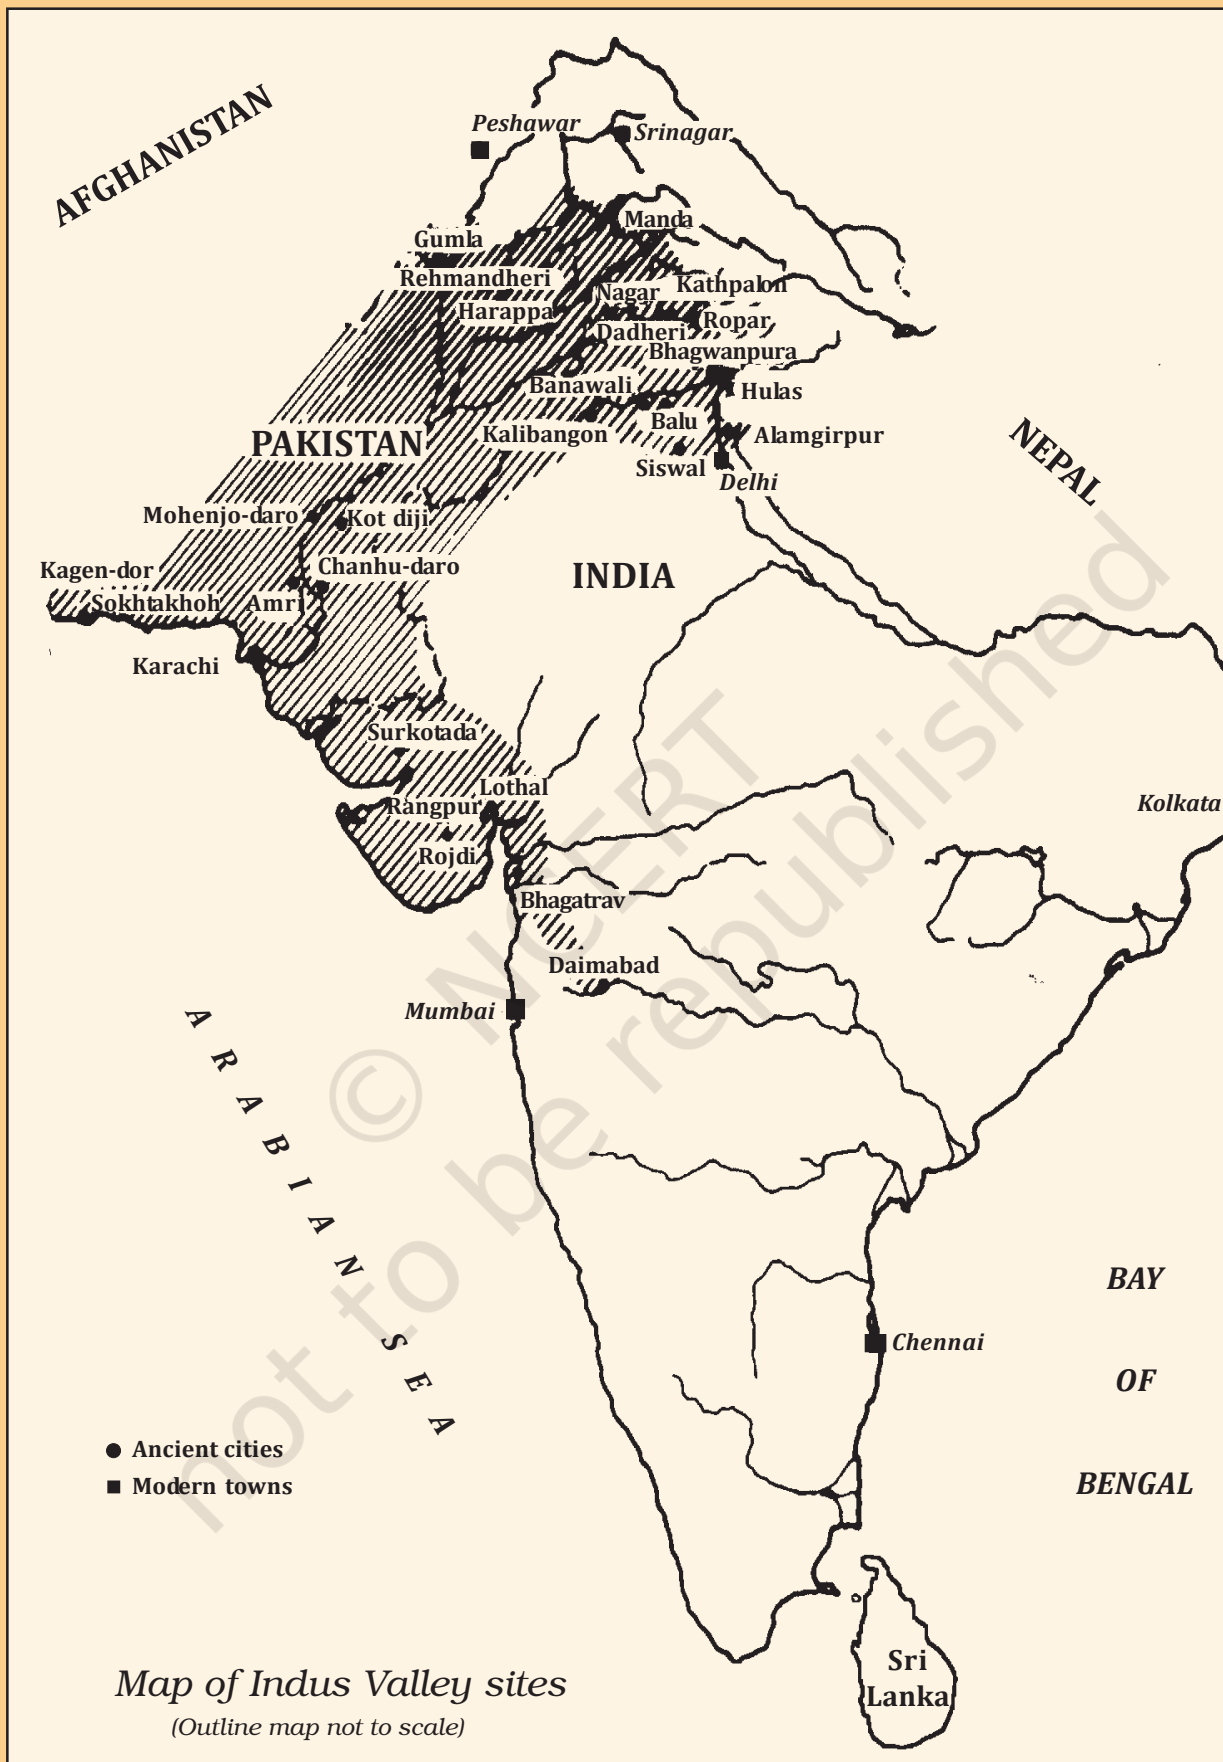 AFGHANISTAN
Peshawar
Srinagar
Manda
Gumla
Rehmandheri
Kathpalon
Nagar
Harappa
Ropar
Dadheri
Bhagwanpura
Banawali
Hulas
Balu
PAKISTAN
Kalibangon
Alamgirpur
Siswal
Delhi
NEPAL
Mohenjo-daro
Kot diji
Kagen-dor
Chanhu-daro
INDIA
Sokhtakhoh
Amri
Karachi
Surkotada
Lothal
Rangpur
Kolkata
Rojdi
Bhagatrav
Daimabad
Mumbai
ARABIAN SEA
BAY
OF
BENGAL
Chennai
Ancient cities
Modern towns
Sri
Lanka
Map of Indus Valley sites
(Outline map not to scale)
© NCERT
not to be republished